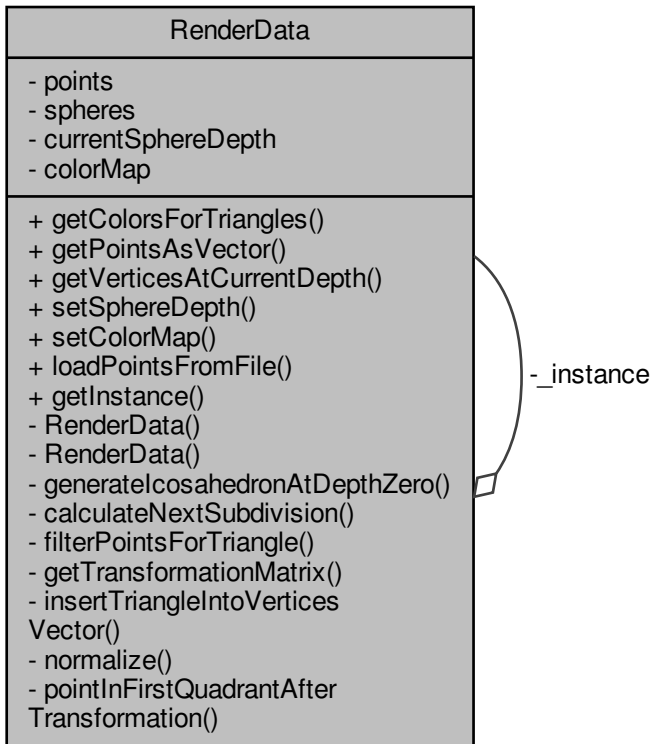 RenderData
- points
- spheres
- currentSphereDepth
- colorMap
+ getColorsForTriangles()
+ getPointsAsVector()
+ getVerticesAtCurrentDepth()
+ setSphereDepth()
+ setColorMap()
+ loadPointsFromFile()
+ getInstance()
- RenderData()
- RenderData()
- generateIcosahedronAtDepthZero()
- calculateNextSubdivision()
- filterPointsForTriangle()
- getTransformationMatrix()
- insertTriangleIntoVertices
Vector()
- normalize()
- pointInFirstQuadrantAfter
Transformation()
-_instance